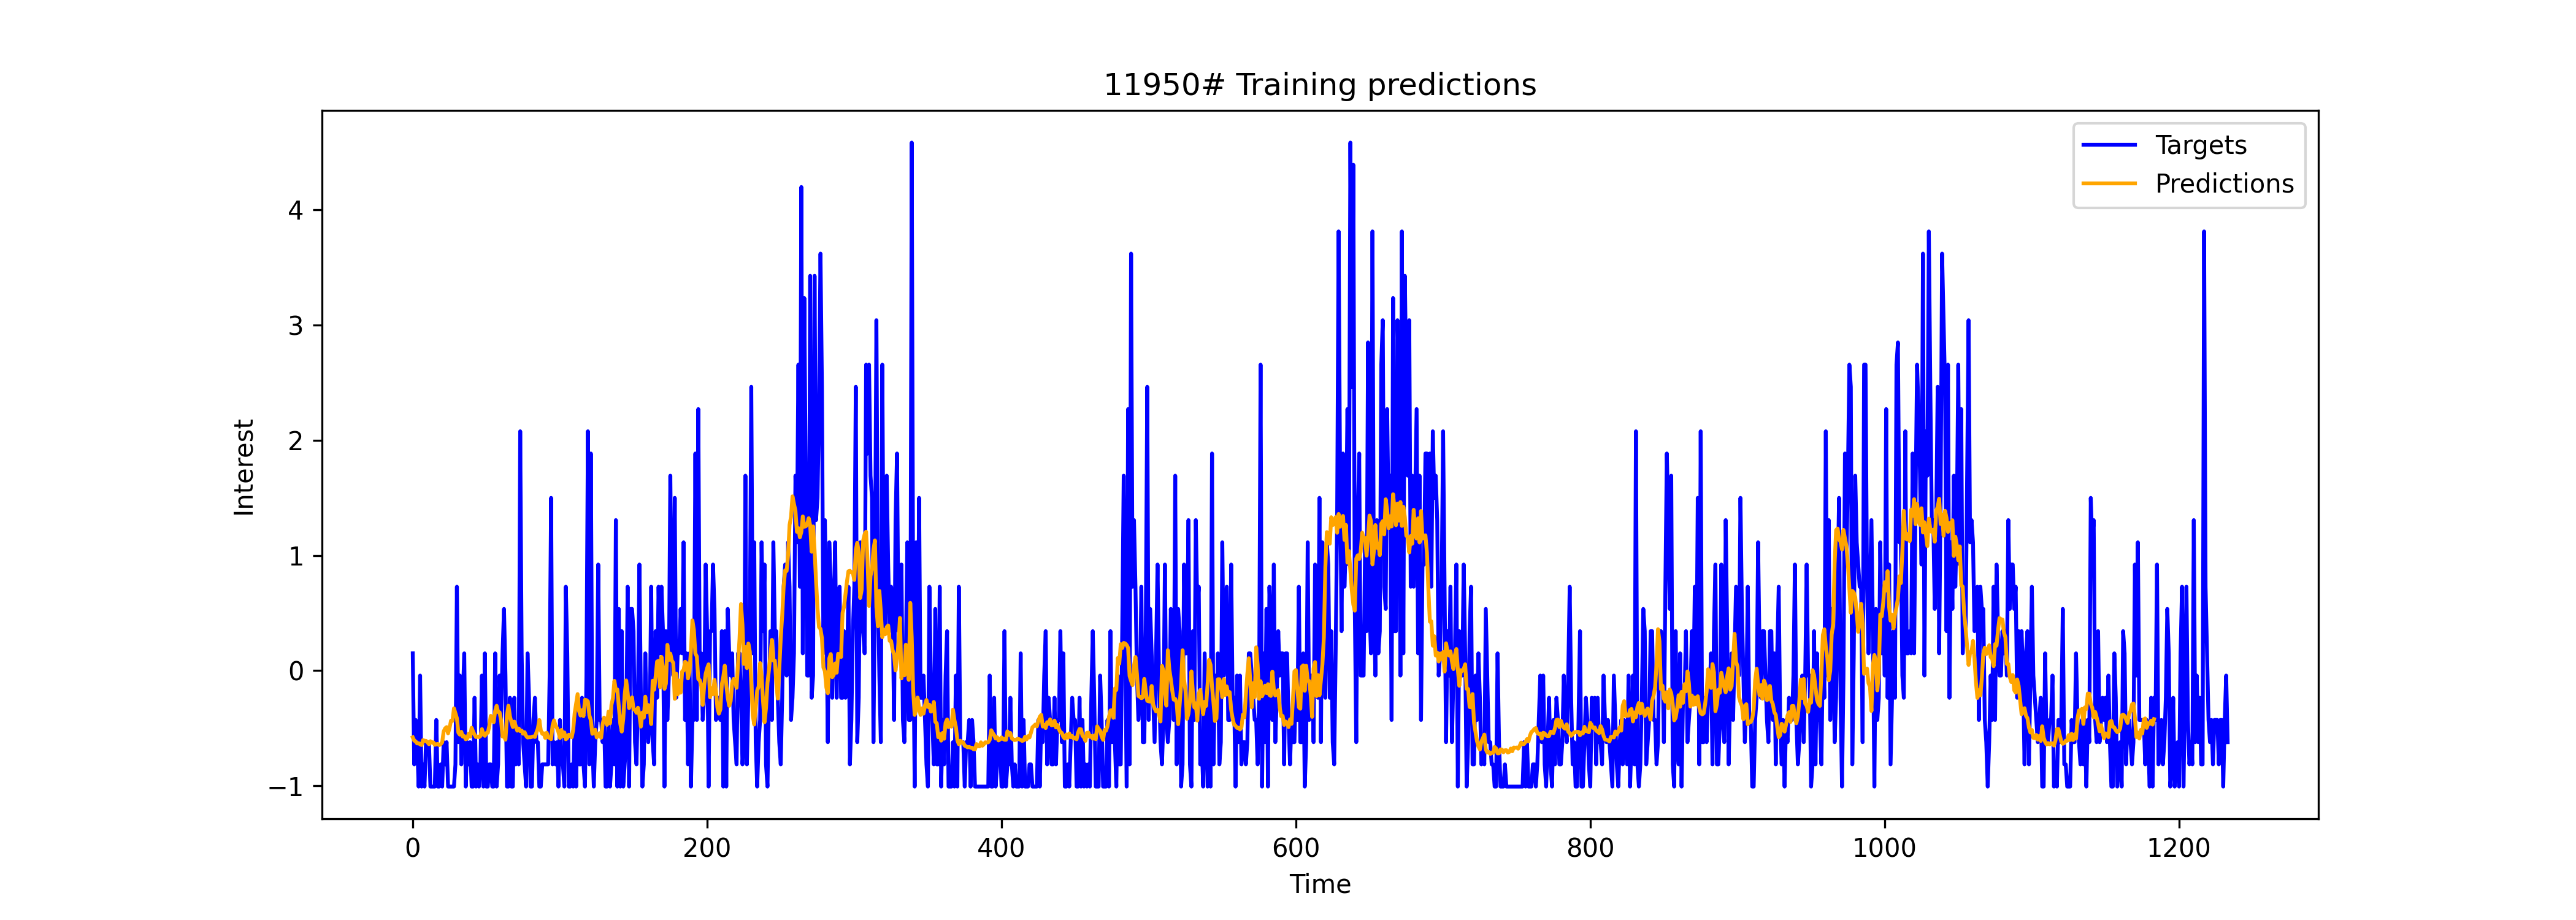 11950# Training predictions
Targets
Predictions
4
3
2
1
0
−1
Interest
0 200 400 600 800 1000 1200
Time